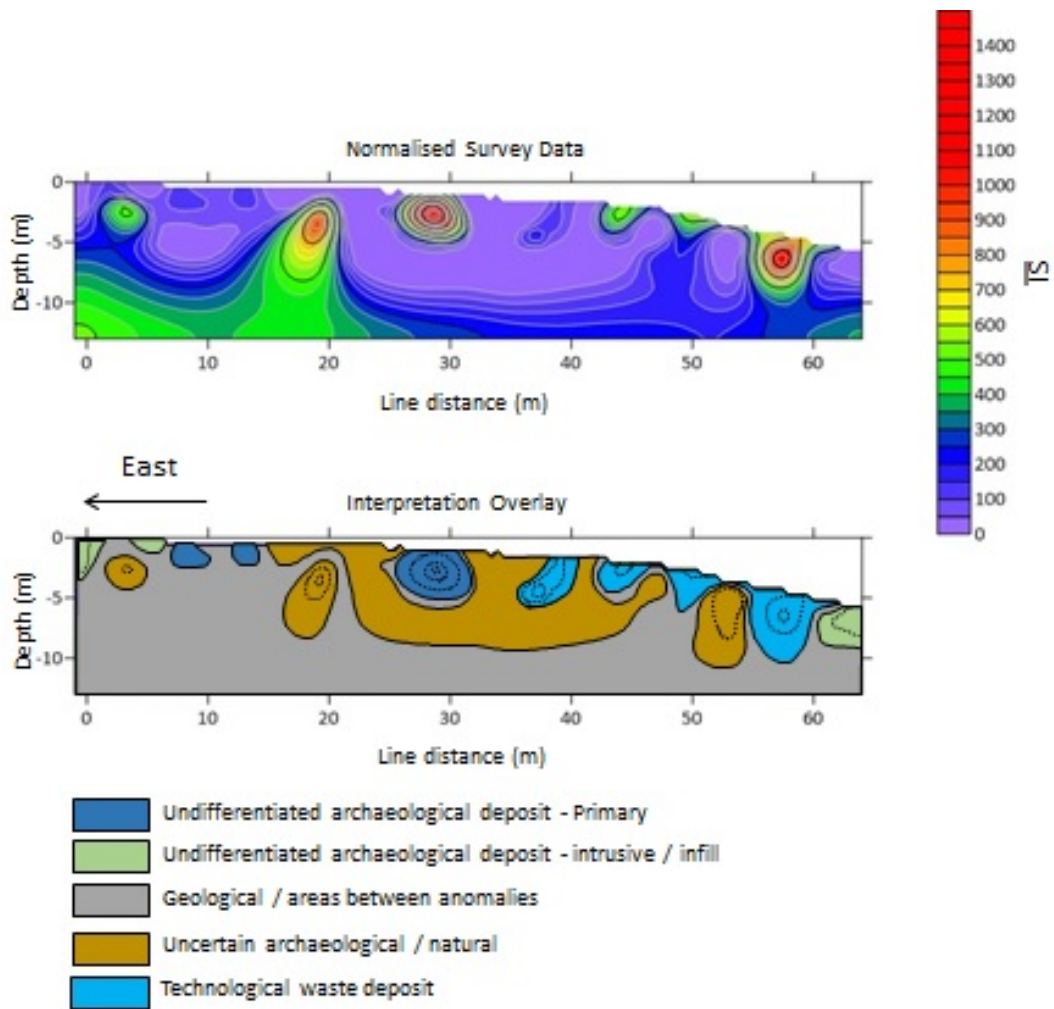 1400
1300
1200
1100
1000
900
800
700
600
500
400
300
200
100
0
SI
Normalised Survey Data
0
-5
-10
Depth (m)
0 10 20 30 40 50 60
Line distance (m)
East
Interpretation Overlay
0
-5
-10
Depth (m)
0 10 20 30 40 50 60
Line distance (m)
Undifferentiated archaeological deposit - Primary
Undifferentiated archaeological deposit - intrusive / infill
Geological / areas between anomalies
Uncertain archaeological / natural
Technological waste deposit